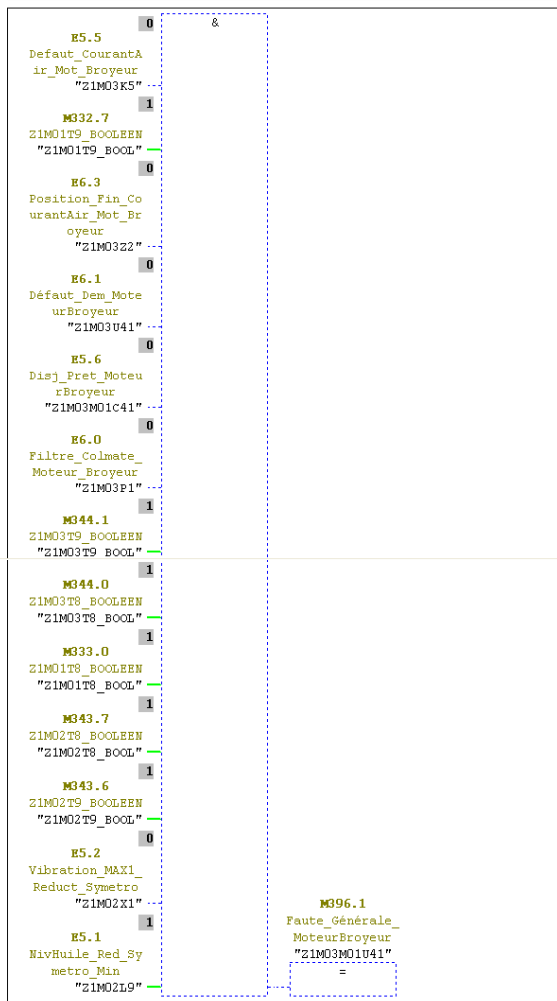 0
&
E5.5
Defaut_CourantA
ir_Mot_Broyeur
"Z1M03K5"
1
M332.7
Z1M01T9_BOOLEEN
"Z1M01T9_BOOL"
0
E6.3
Position_Fin_Co
urantAir_Mot_Br
oyeur
"Z1M03Z2"
0
E6.1
Défaut_Dem_Mote
urBroyeur
"Z1M03U41"
0
E5.6
Disj_Pret_Moteu
rBroyeur
"Z1M03M01C41"
0
E6.0
Filtre_Colmate_
Moteur_Broyeur
"Z1M03P1"
1
M344.1
Z1M03T9_BOOLEEN
"Z1M03T9_BOOL"
1
M344.0
Z1M03T8_BOOLEEN
"Z1M03T8_BOOL"
1
M333.0
Z1M01T8_BOOLEEN
"Z1M01T8_BOOL"
1
M343.7
Z1M02T8_BOOLEEN
"Z1M02T8_BOOL"
1
M343.6
Z1M02T9_BOOLEEN
"Z1M02T9_BOOL"
0
E5.2
Vibration_MAX1_
Reduct_Symetro
"Z1M02X1"
1
E5.1
NivHuile_Red_Sy
metro_Min
"Z1M02L9"
M396.1
Faute_Générale_
MoteurBroyeur
"Z1M03M01U41"
=